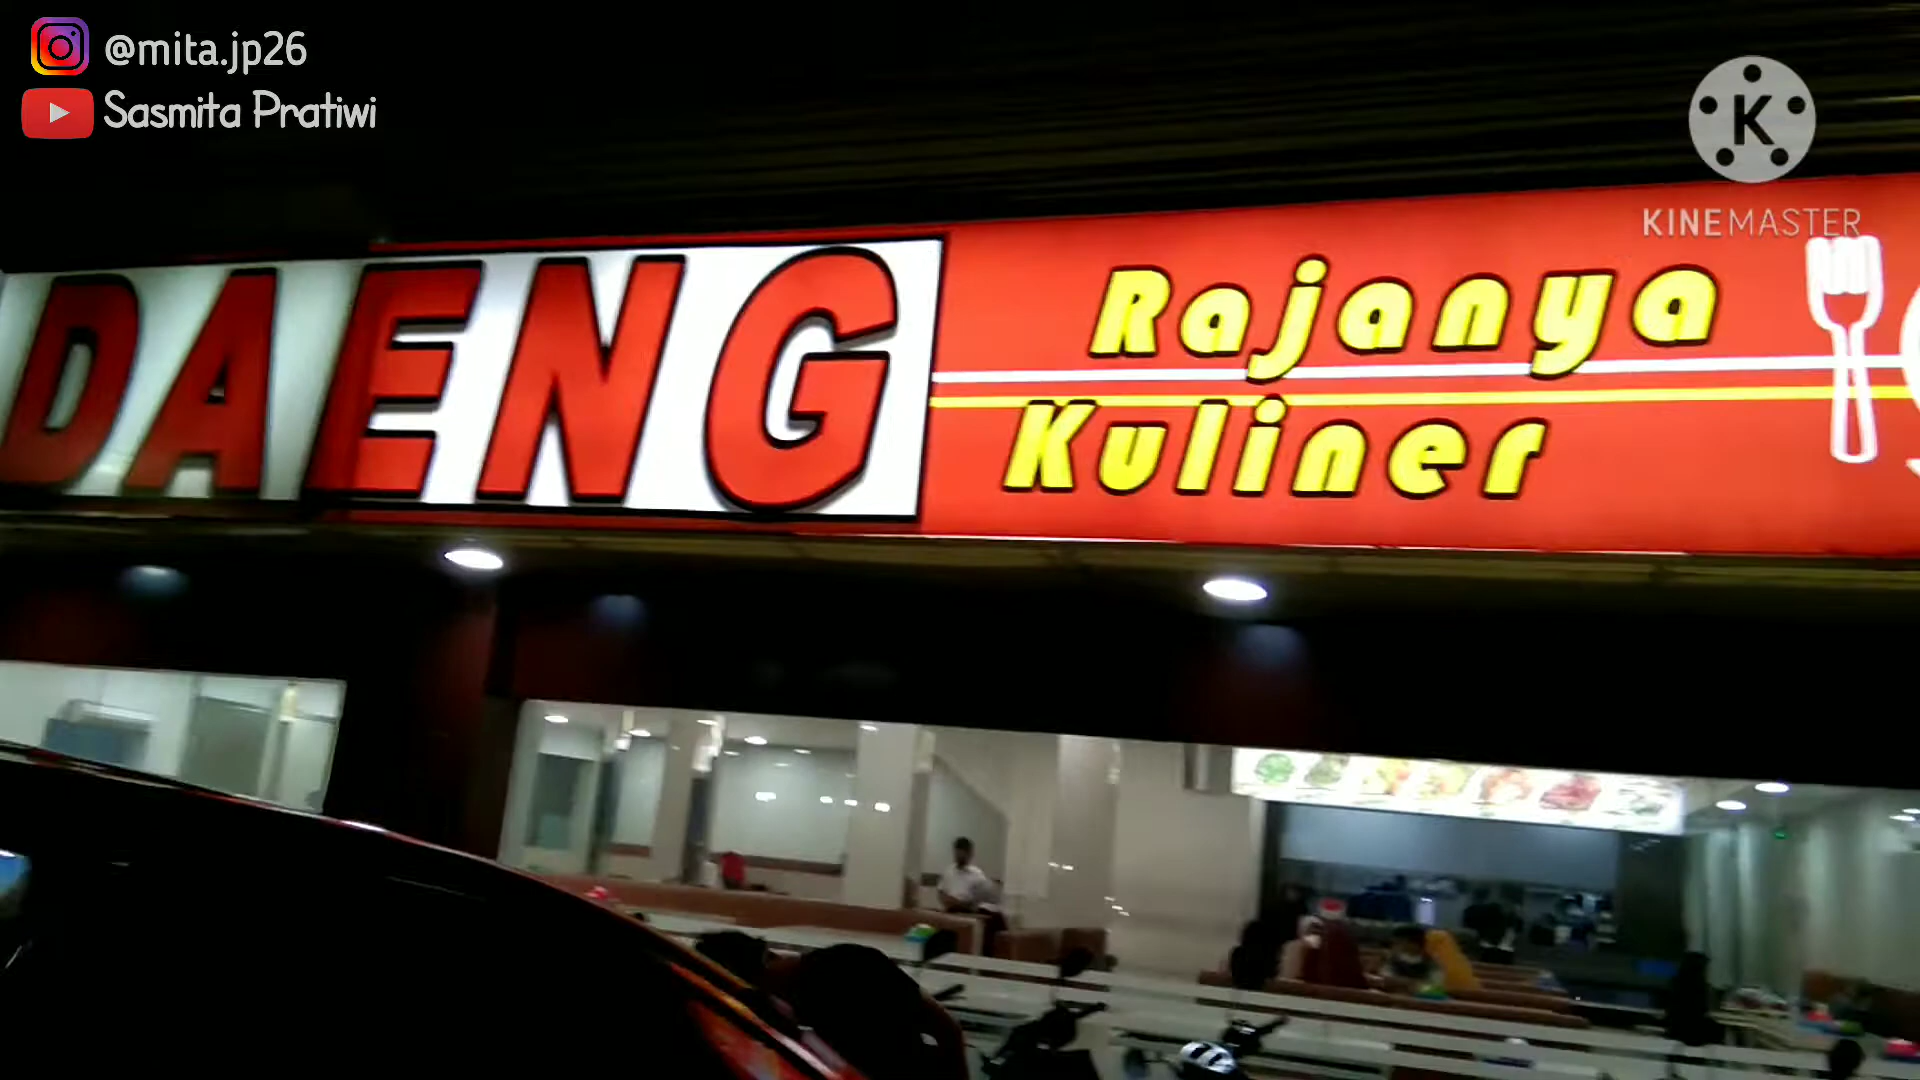 @mita.jp26
Sasmita Pratiwi
K
KINEMASTER
DAENG
Rajanya
Kuliner